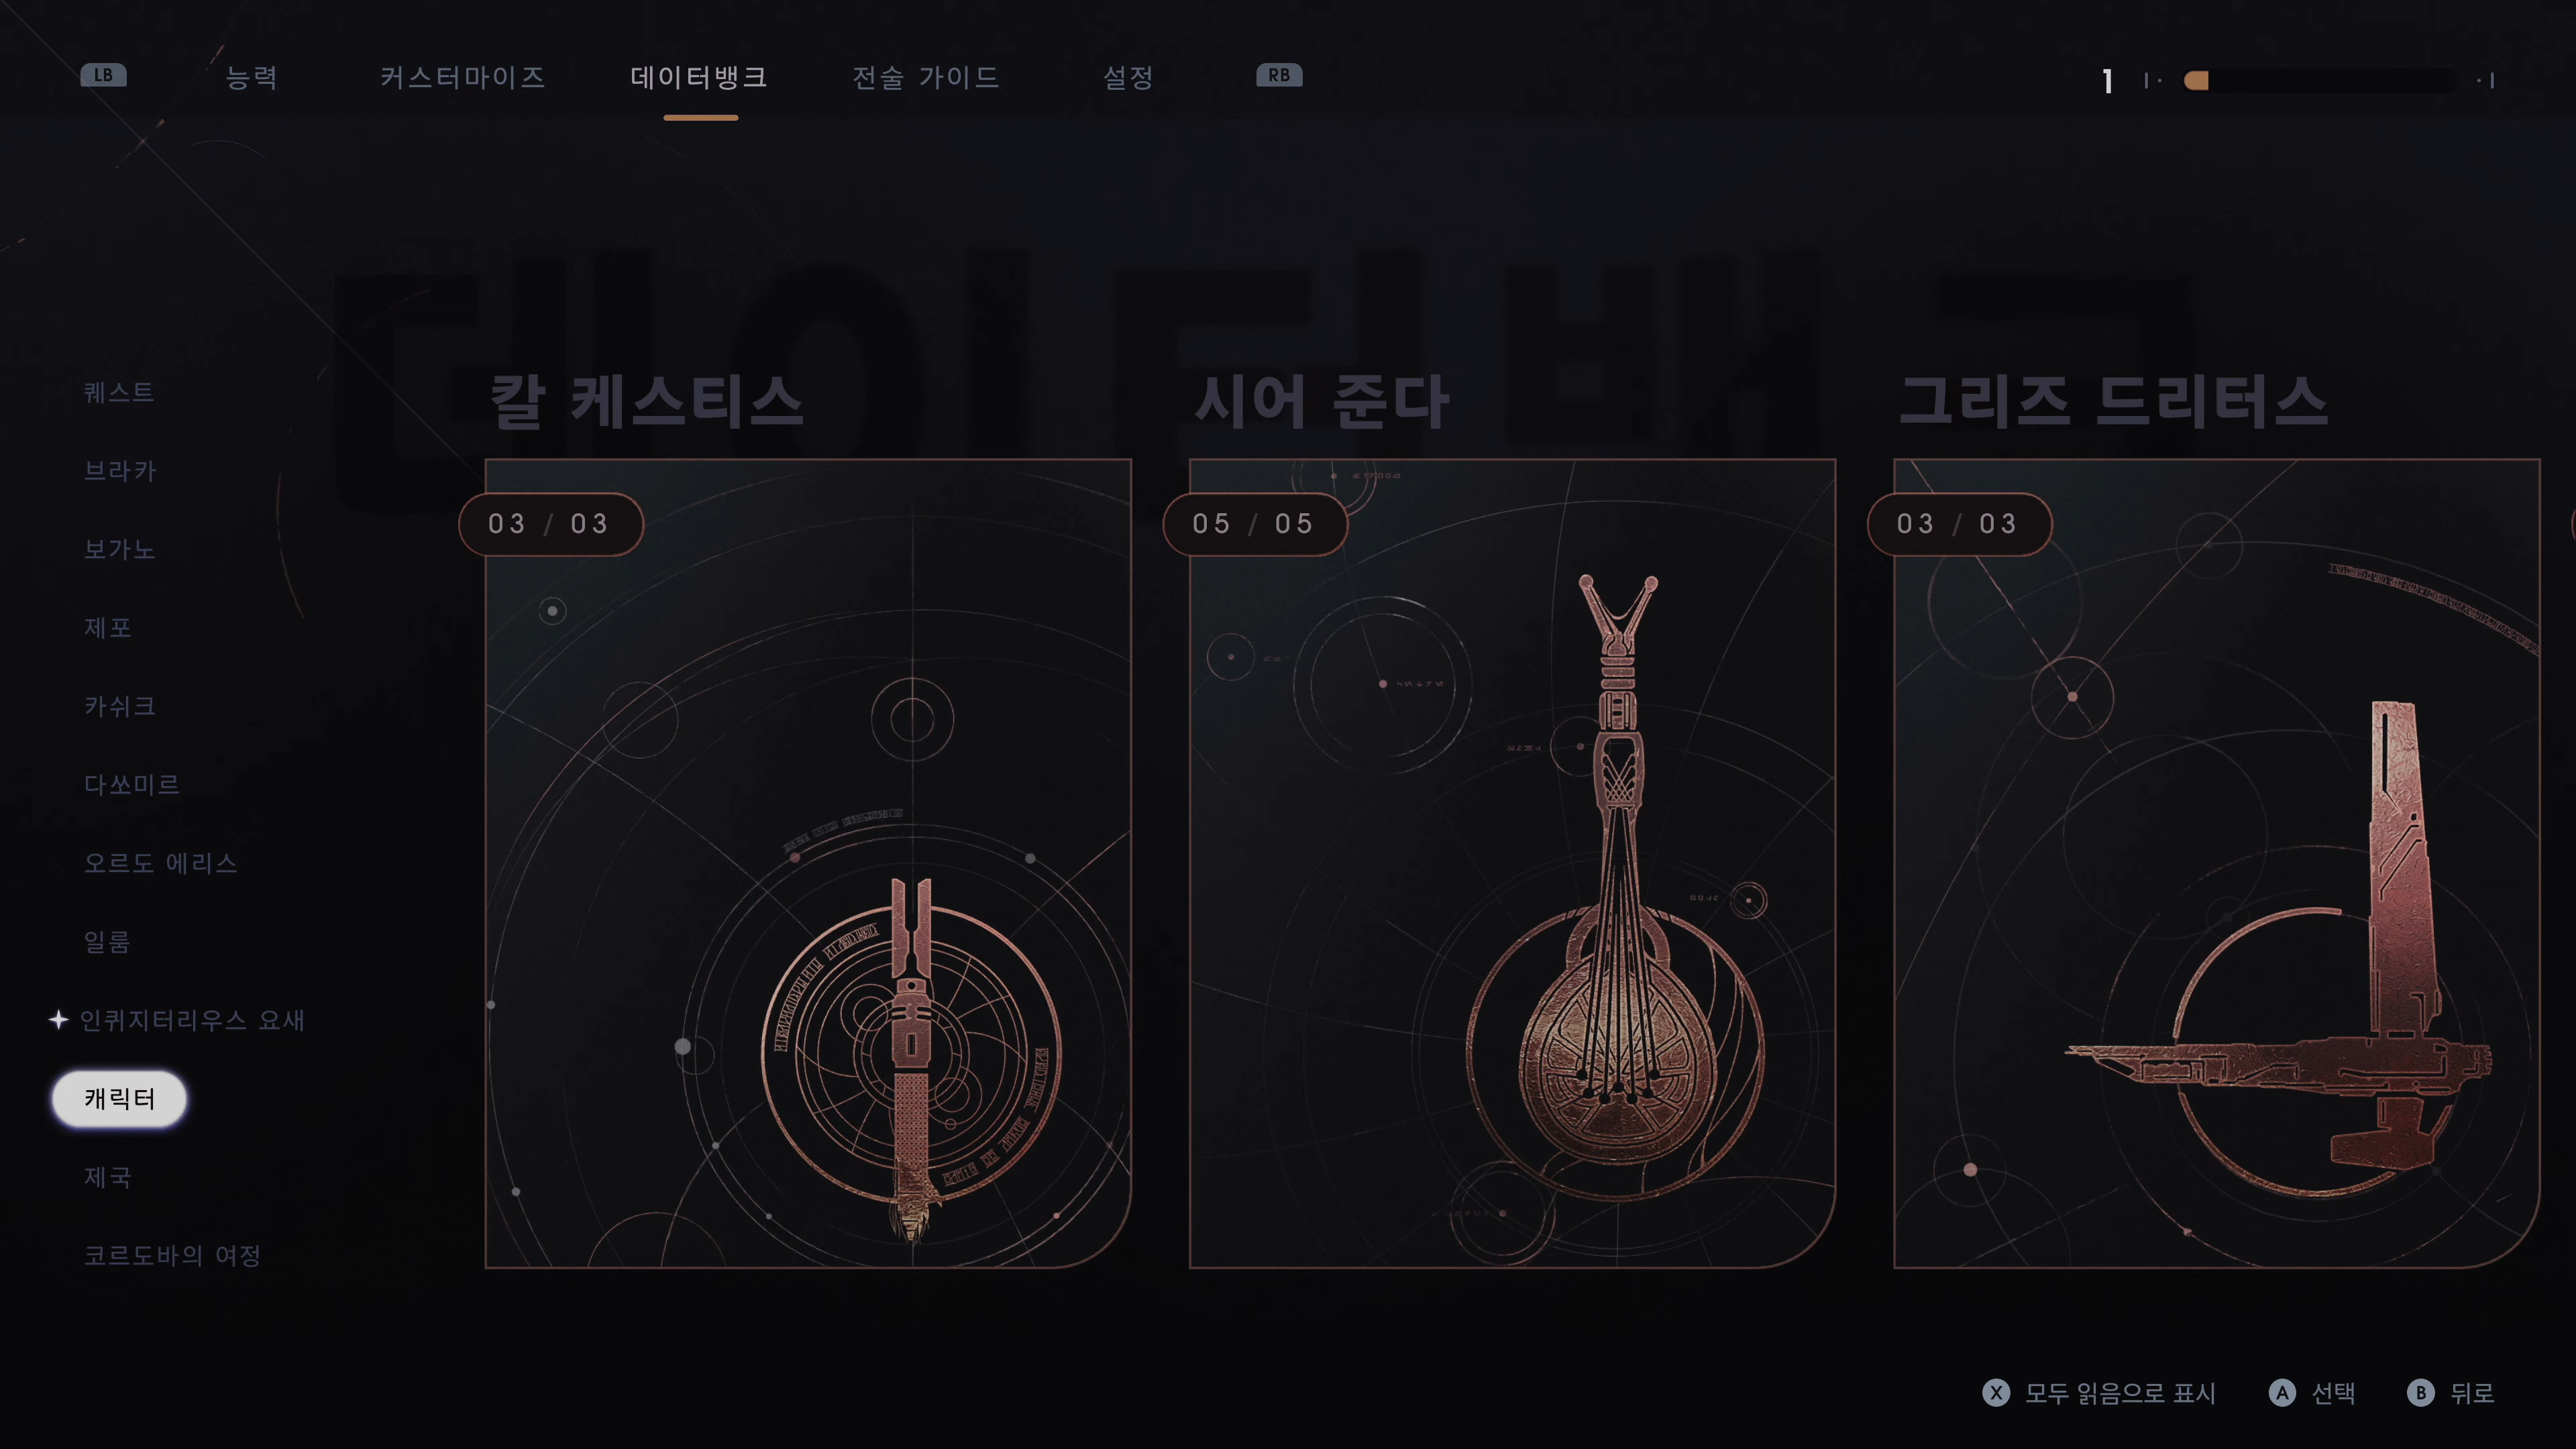 LB 능력 커스터마이즈 데이터뱅크 전술 가이드 설정 RB 1
데이터뱅크
퀘스트
브라카
보가노
제포
카쉬크
다쏘미르
오르도 에리스
일룸
인퀴지터리우스 요새
캐릭터
제국
코르도바의 여정
칼 케스티스
03 / 03
시어 준다
05 / 05
그리즈 드리터스
03 / 03
X 모두 읽음으로 표시 A 선택 B 뒤로